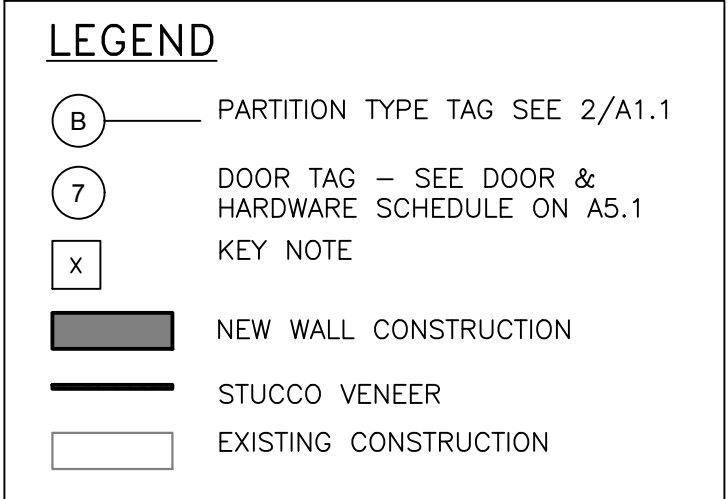 LEGEND
B PARTITION TYPE TAG SEE 2/A1.1
7 DOOR TAG – SEE DOOR &
HARDWARE SCHEDULE ON A5.1
X KEY NOTE
NEW WALL CONSTRUCTION
STUCCO VENEER
EXISTING CONSTRUCTION